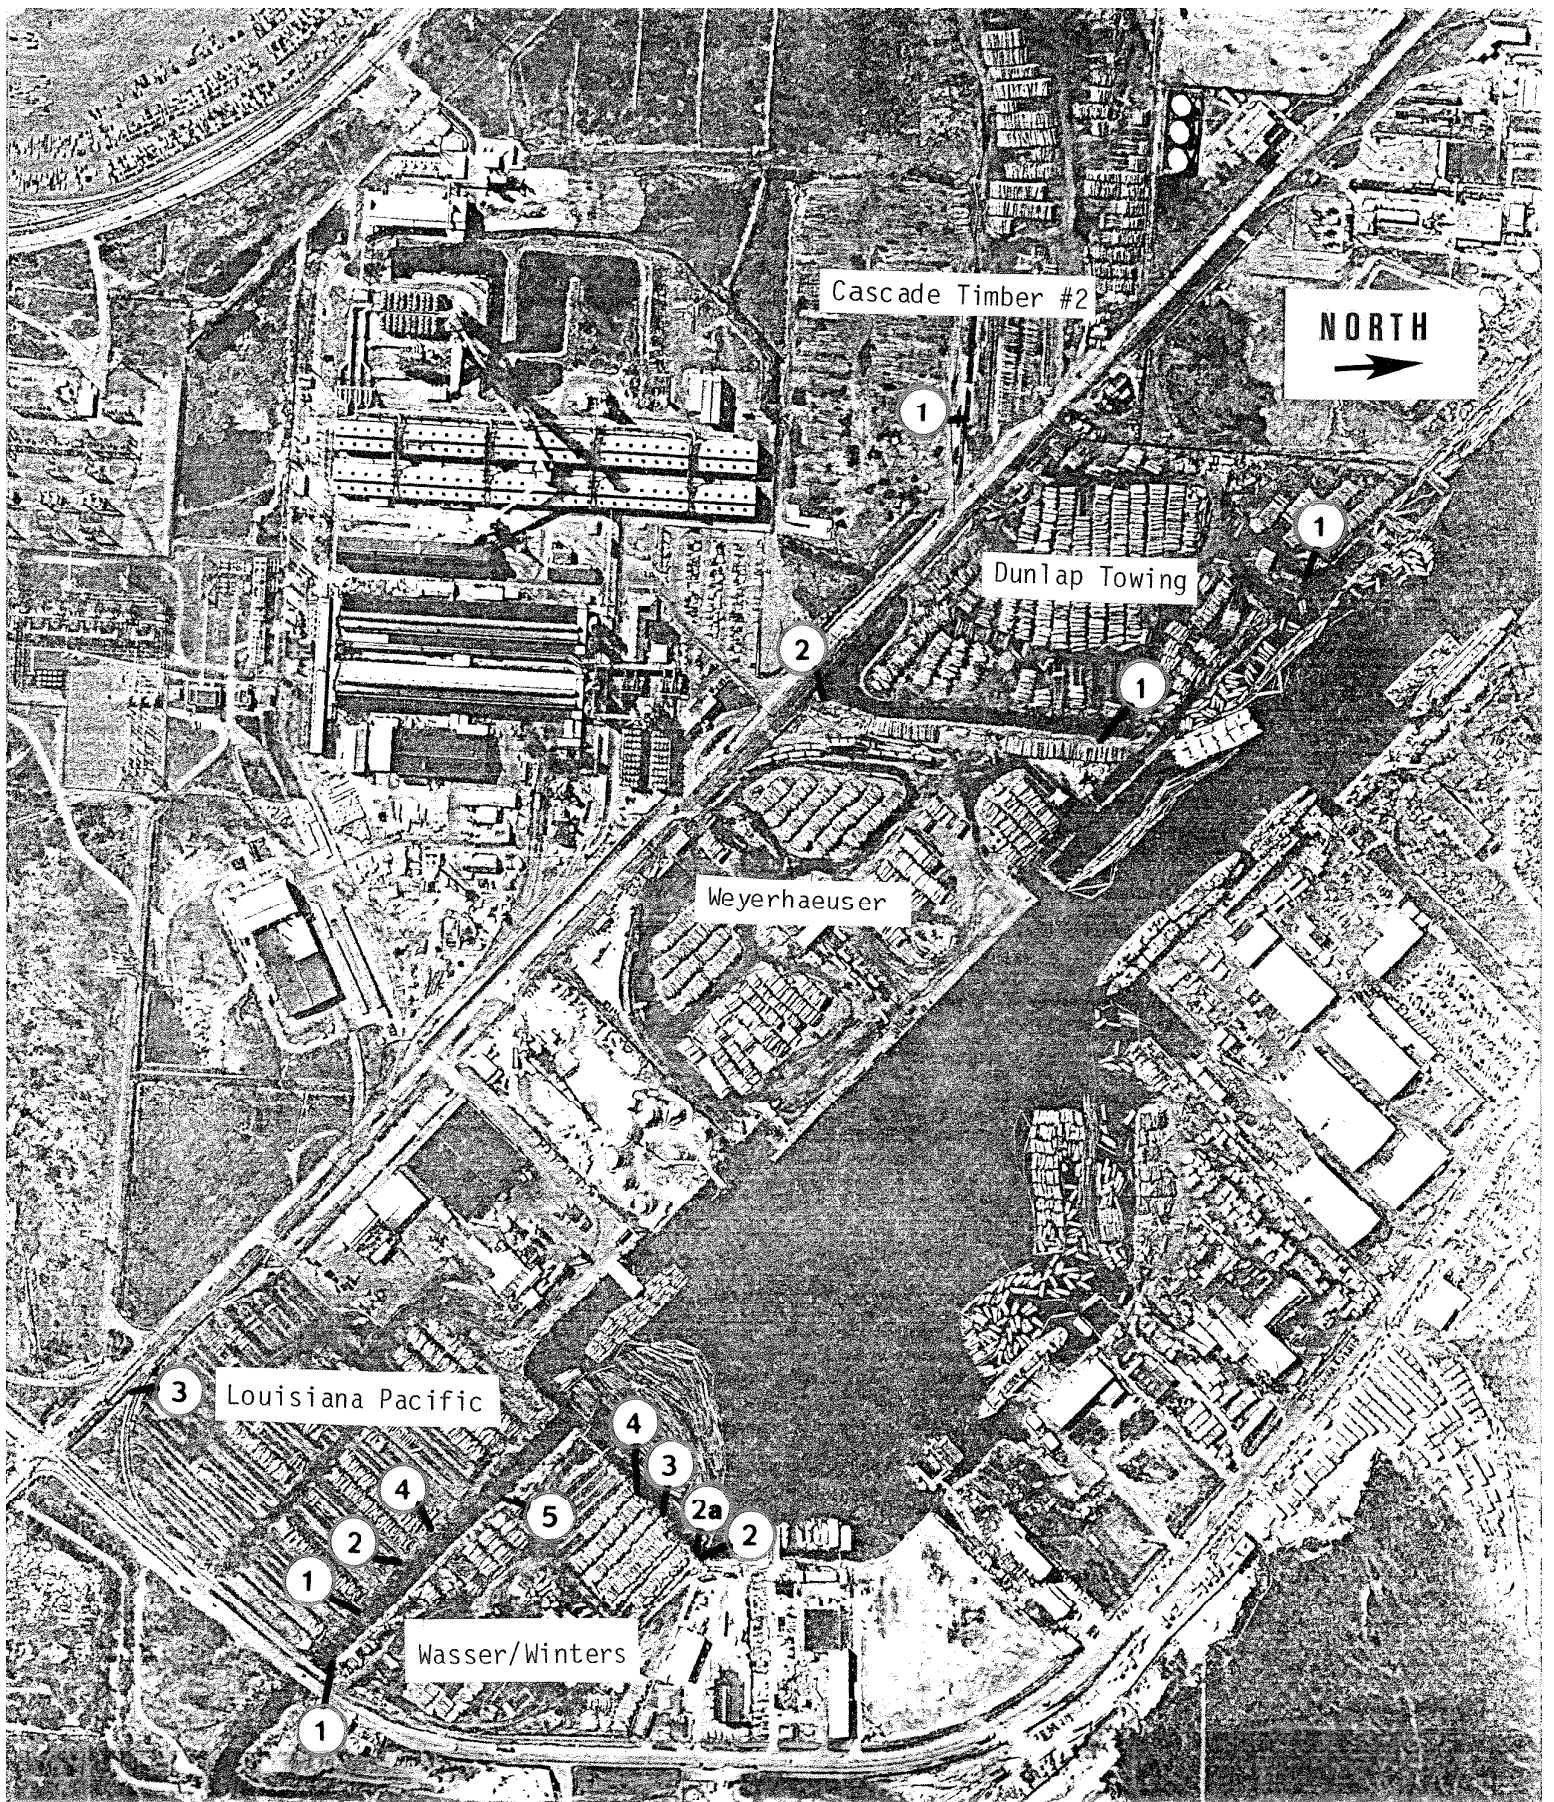 Cascade Timber #2
NORTH
1
1
Dunlap Towing
2
1
Weyerhaeuser
3
Louisiana Pacific
4
3
4
2a
5
2
2
1
Wasser/Winters
1